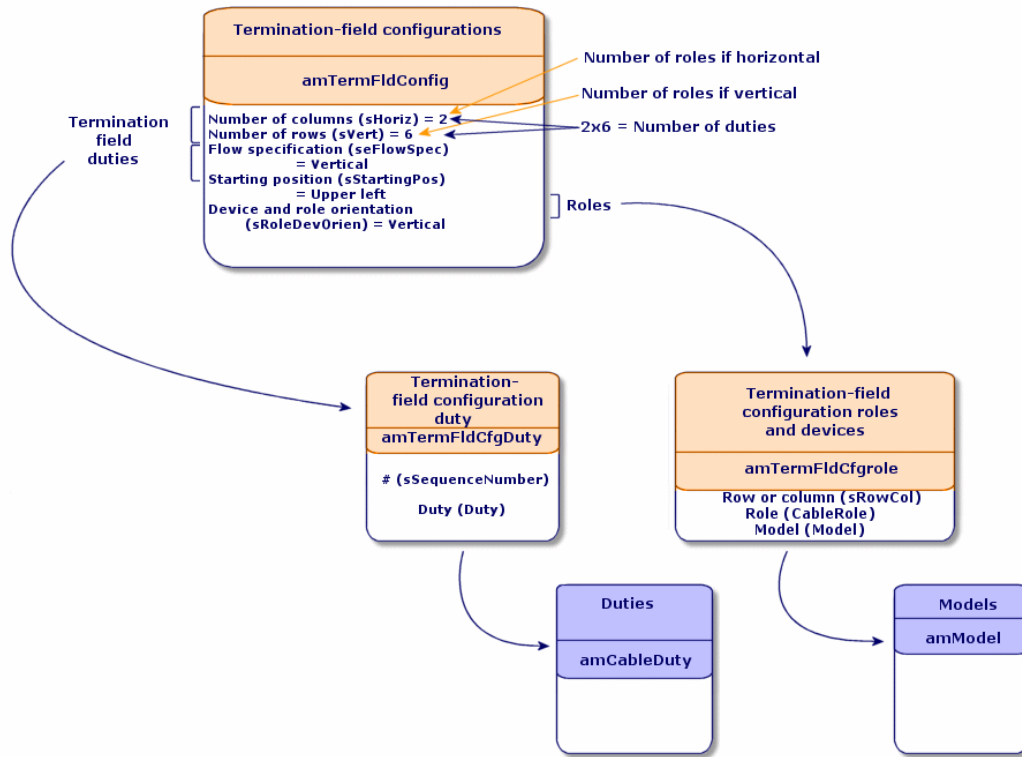 Termination-field configurations
amTermFldConfig
Number of columns (sHoriz) = 2
Number of rows (sVert) = 6
Flow specification (seFlowSpec)
= Vertical
Starting position (sStartingPos)
= Upper left
Device and role orientation
(sRoleDevOrien) = Vertical
Number of roles if horizontal
Number of roles if vertical
2x6 = Number of duties
Termination
field
duties
Roles
Termination-
field configuration
duty
amTermFldCfgDuty
# (sSequenceNumber)
Duty (Duty)
Termination-field
configuration roles
and devices
amTermFldCfgrole
Row or column (sRowCol)
Role (CableRole)
Model (Model)
Duties
amCableDuty
Models
amModel